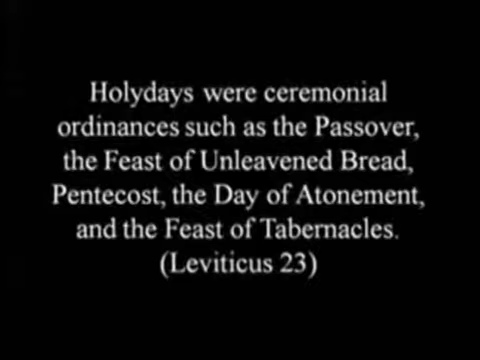 Holydays were ceremonial
ordinances such as the Passover,
the Feast of Unleavened Bread,
Pentecost, the Day of Atonement,
and the Feast of Tabernacles.
(Leviticus 23)